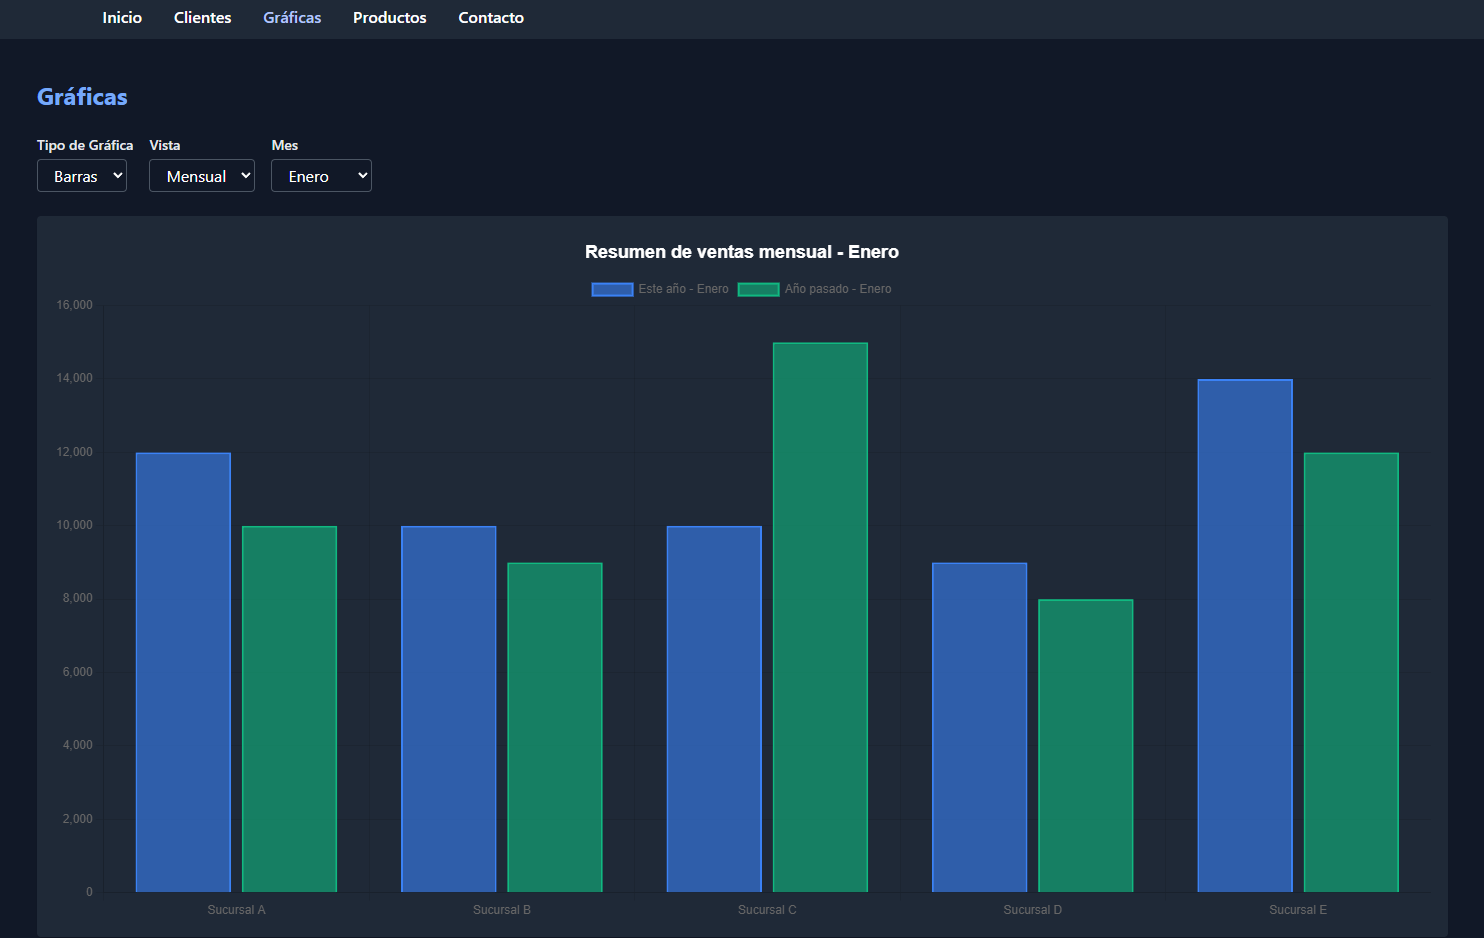 Inicio Clientes Gráficas Productos Contacto
Gráficas
Tipo de Gráfica Vista Mes
Barras Mensual Enero
Resumen de ventas mensual - Enero
Este año - Enero Año pasado - Enero
16,000
14,000
12,000
10,000
8,000
6,000
4,000
2,000
0
Sucursal A Sucursal B Sucursal C Sucursal D Sucursal E